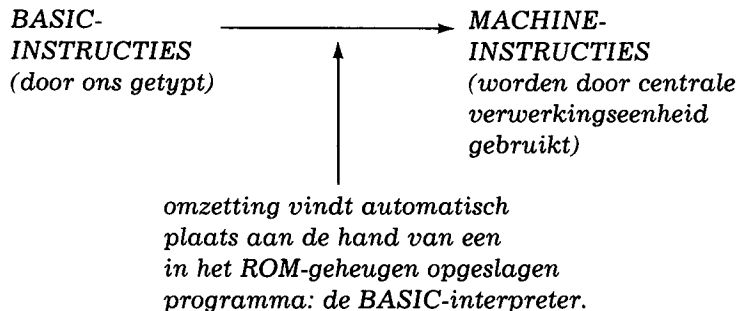 BASIC-
INSTRUCTIES
(door ons getypt)
MACHINE-
INSTRUCTIES
(worden door centrale
verwerkingseenheid
gebruikt)
omzetting vindt automatisch
plaats aan de hand van een
in het ROM-geheugen opgeslagen
programma: de BASIC-interpreter.